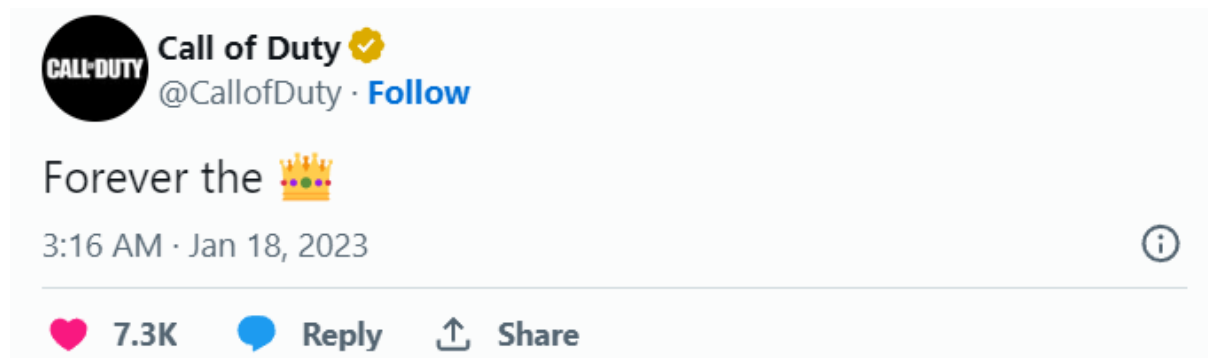 CALL OF DUTY
Call of Duty
@CallofDuty · Follow
Forever the 👑
3:16 AM · Jan 18, 2023
7.3K Reply Share